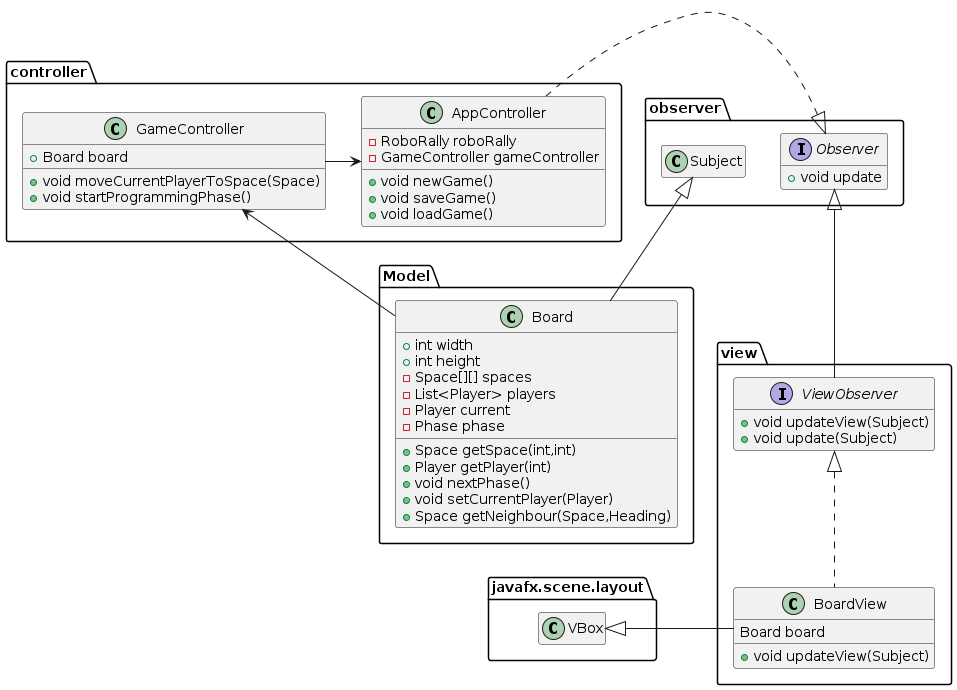 controller
C GameController
Board board
void moveCurrentPlayerToSpace(Space)
void startProgrammingPhase()
C AppController
RoboRally roboRally
GameController gameController
void newGame()
void saveGame()
void loadGame()
observer
C Subject
I Observer
void update
Model
C Board
int width
int height
Space[][] spaces
List<Player> players
Player current
Phase phase
Space getSpace(int,int)
Player getPlayer(int)
void nextPhase()
void setCurrentPlayer(Player)
Space getNeighbour(Space,Heading)
view
I ViewObserver
void updateView(Subject)
void update(Subject)
javafx.scene.layout
C VBox
C BoardView
Board board
void updateView(Subject)